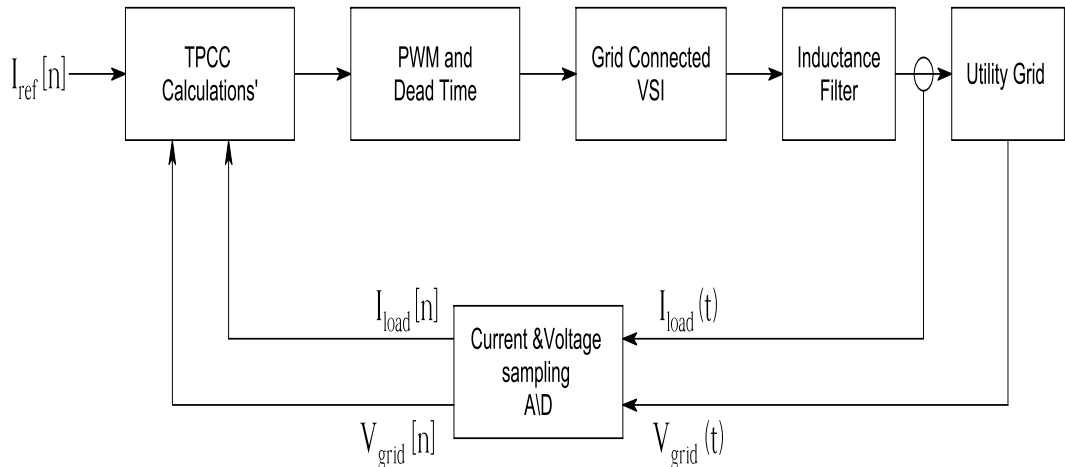 I_ref [n]
TPCC
Calculations'
PWM and
Dead Time
Grid Connected
VSI
Inductance
Filter
Utility Grid
I_load [n]
I_load (t)
Current &Voltage
sampling
A\D
V_grid [n]
V_grid (t)